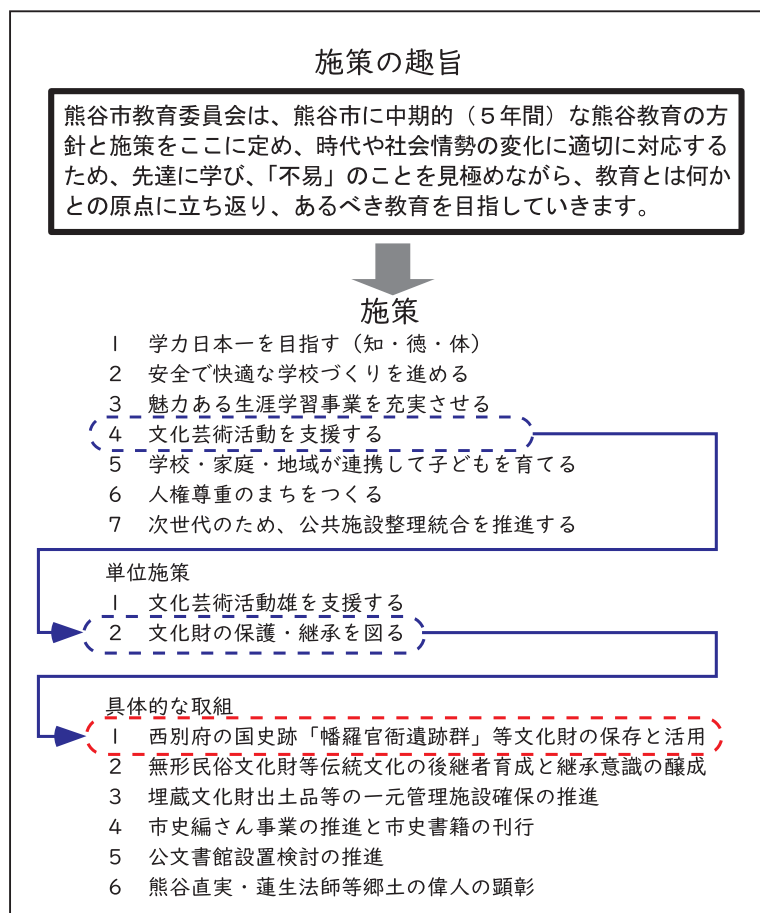 施策の趣旨
熊谷市教育委員会は、熊谷市に中期的（５年間）な熊谷教育の方
針と施策をここに定め、時代や社会情勢の変化に適切に対応する
ため、先達に学び、「不易」のことを見極めながら、教育とは何か
との原点に立ち返り、あるべき教育を目指していきます。
施策
1 学力日本一を目指す（知・徳・体）
2 安全で快適な学校づくりを進める
3 魅力ある生涯学習事業を充実させる
4 文化芸術活動を支援する
5 学校・家庭・地域が連携して子どもを育てる
6 人権尊重のまちをつくる
7 次世代のため、公共施設整理統合を推進する
単位施策
1 文化芸術活動雄を支援する
2 文化財の保護・継承を図る
具体的な取組
1 西別府の国史跡「幡羅官衙遺跡群」等文化財の保存と活用
2 無形民俗文化財等伝統文化の後継者育成と継承意識の醸成
3 埋蔵文化財出土品等の一元管理施設確保の推進
4 市史編さん事業の推進と市史書籍の刊行
5 公文書館設置検討の推進
6 熊谷直実・蓮生法師等郷土の偉人の顕彰